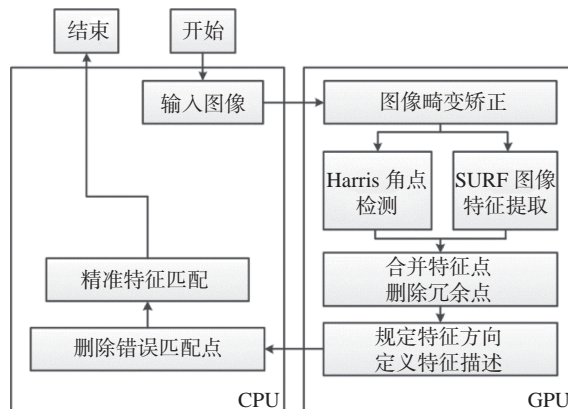 结束
开始
输入图像
图像畸变矫正
Harris 角点
检测
SURF 图像
特征提取
合并特征点
删除冗余点
精准特征匹配
规定特征方向
定义特征描述
删除错误匹配点
CPU
GPU